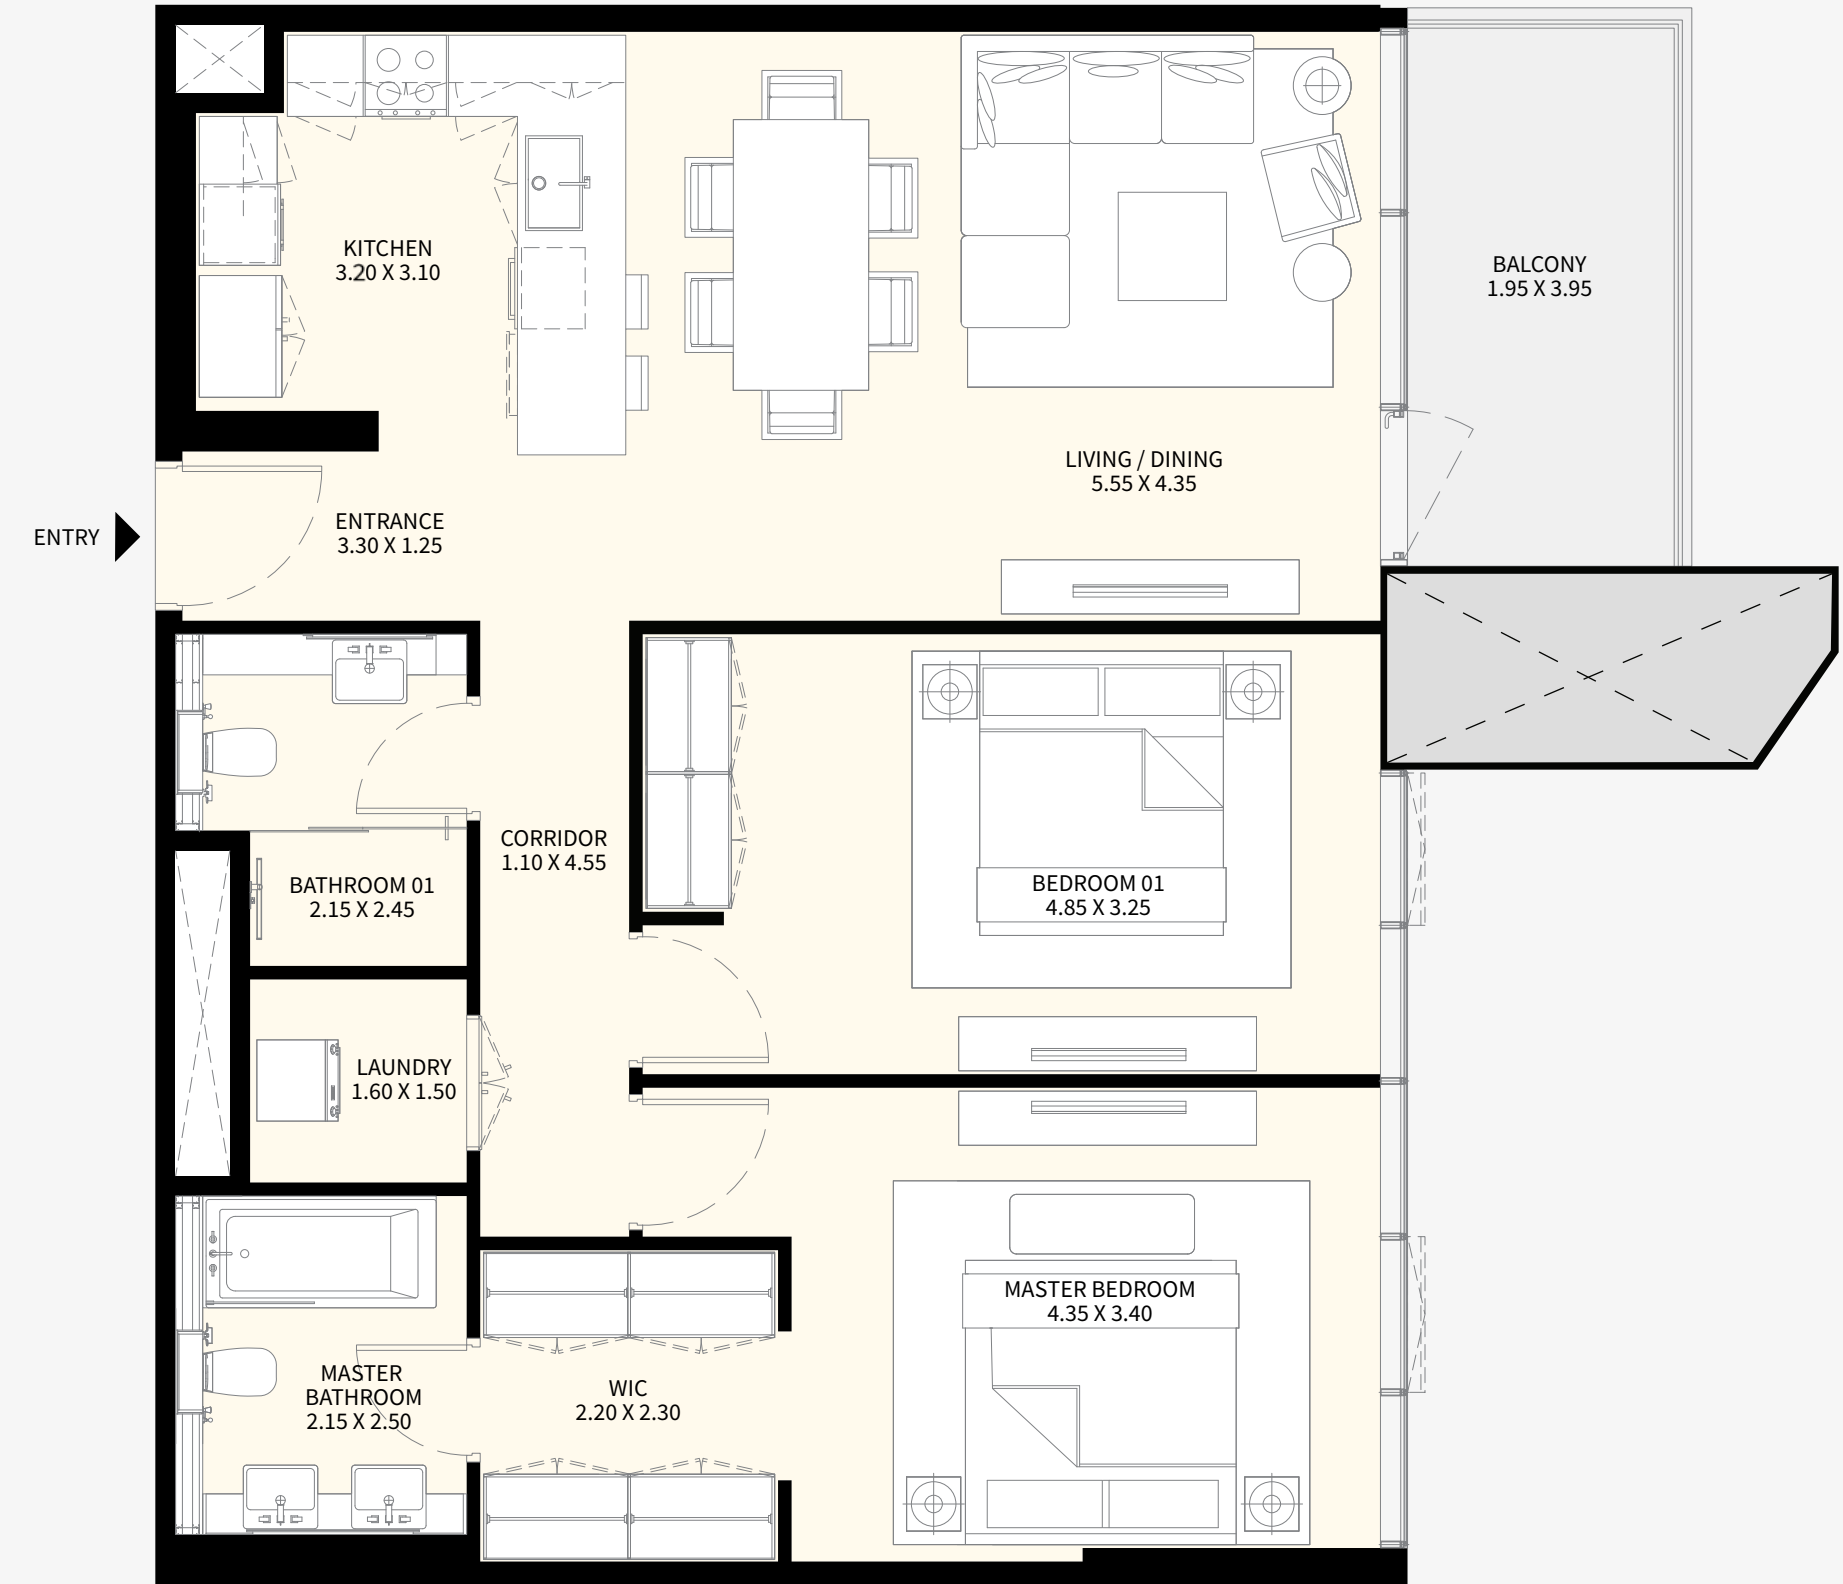 KITCHEN
3.20 X 3.10
BALCONY
1.95 X 3.95
LIVING / DINING
5.55 X 4.35
ENTRY
ENTRANCE
3.30 X 1.25
CORRIDOR
1.10 X 4.55
BATHROOM 01
2.15 X 2.45
BEDROOM 01
4.85 X 3.25
LAUNDRY
1.60 X 1.50
MASTER BEDROOM
4.35 X 3.40
MASTER
BATHROOM
2.15 X 2.50
WIC
2.20 X 2.30